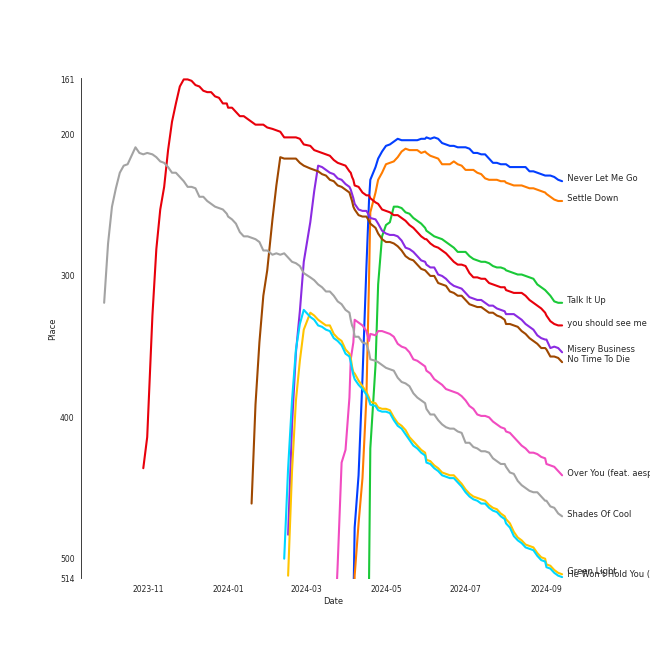 161
200
300
400
500
514
Place
2023-11
2024-01
2024-03
2024-05
2024-07
2024-09
Date
Never Let Me Go
Settle Down
Talk It Up
you should see me
Misery Business
No Time To Die
Over You (feat. aesp
Shades Of Cool
Green Light
He Won't Hold You (